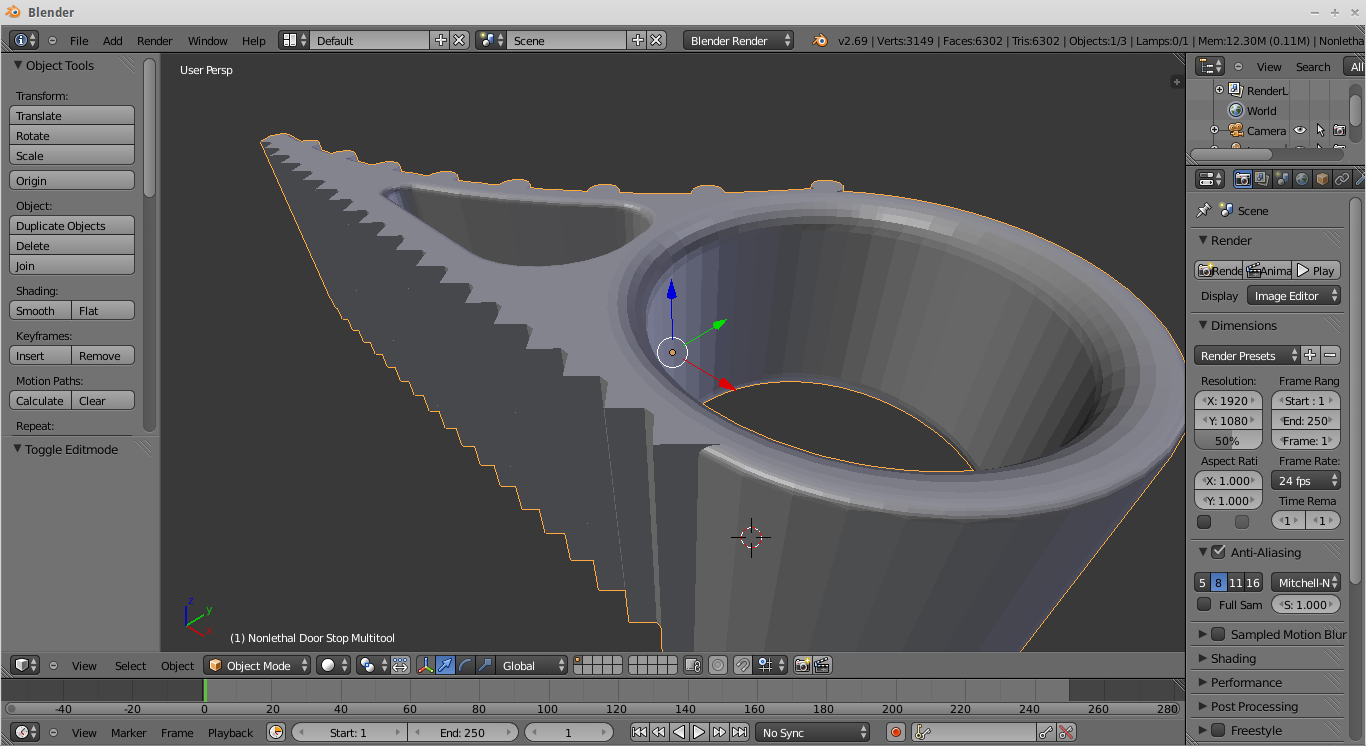 Blender
File Add Render Window Help Default Scene Blender Render v2.69 | Verts:3149 | Faces:6302 | Tris:6302 | Objects:1/3 | Lamps:0/1 | Mem:12.30M (0.11M) | Nonletha
Object Tools
Transform:
Translate
Rotate
Scale
Origin
Object:
Duplicate Objects
Delete
Join
Shading:
Smooth Flat
Keyframes:
Insert Remove
Motion Paths:
Calculate Clear
Repeat:
Toggle Editmode
User Persp
z
y
x
(1) Nonlethal Door Stop Multitool
View Select Object Object Mode Global
View Search All
RenderL
World
Camera
Scene
Render
Rende Anima Play
Display Image Editor
Dimensions
Render Presets
Resolution: Frame Rang
X: 1920 Start : 1
Y: 1080 End: 250
50% Frame: 1
Aspect Rati Frame Rate:
X: 1.000 24 fps
Y: 1.000 Time Rema
1 1
Anti-Aliasing
5 8 11 16 Mitchell-N
Full Sam S: 1.000
Sampled Motion Blur
Shading
Performance
Post Processing
Freestyle
-40 -20 0 20 40 60 80 100 120 140 160 180 200 220 240 260 280
View Marker Frame Playback Start: 1 End: 250 1 No Sync